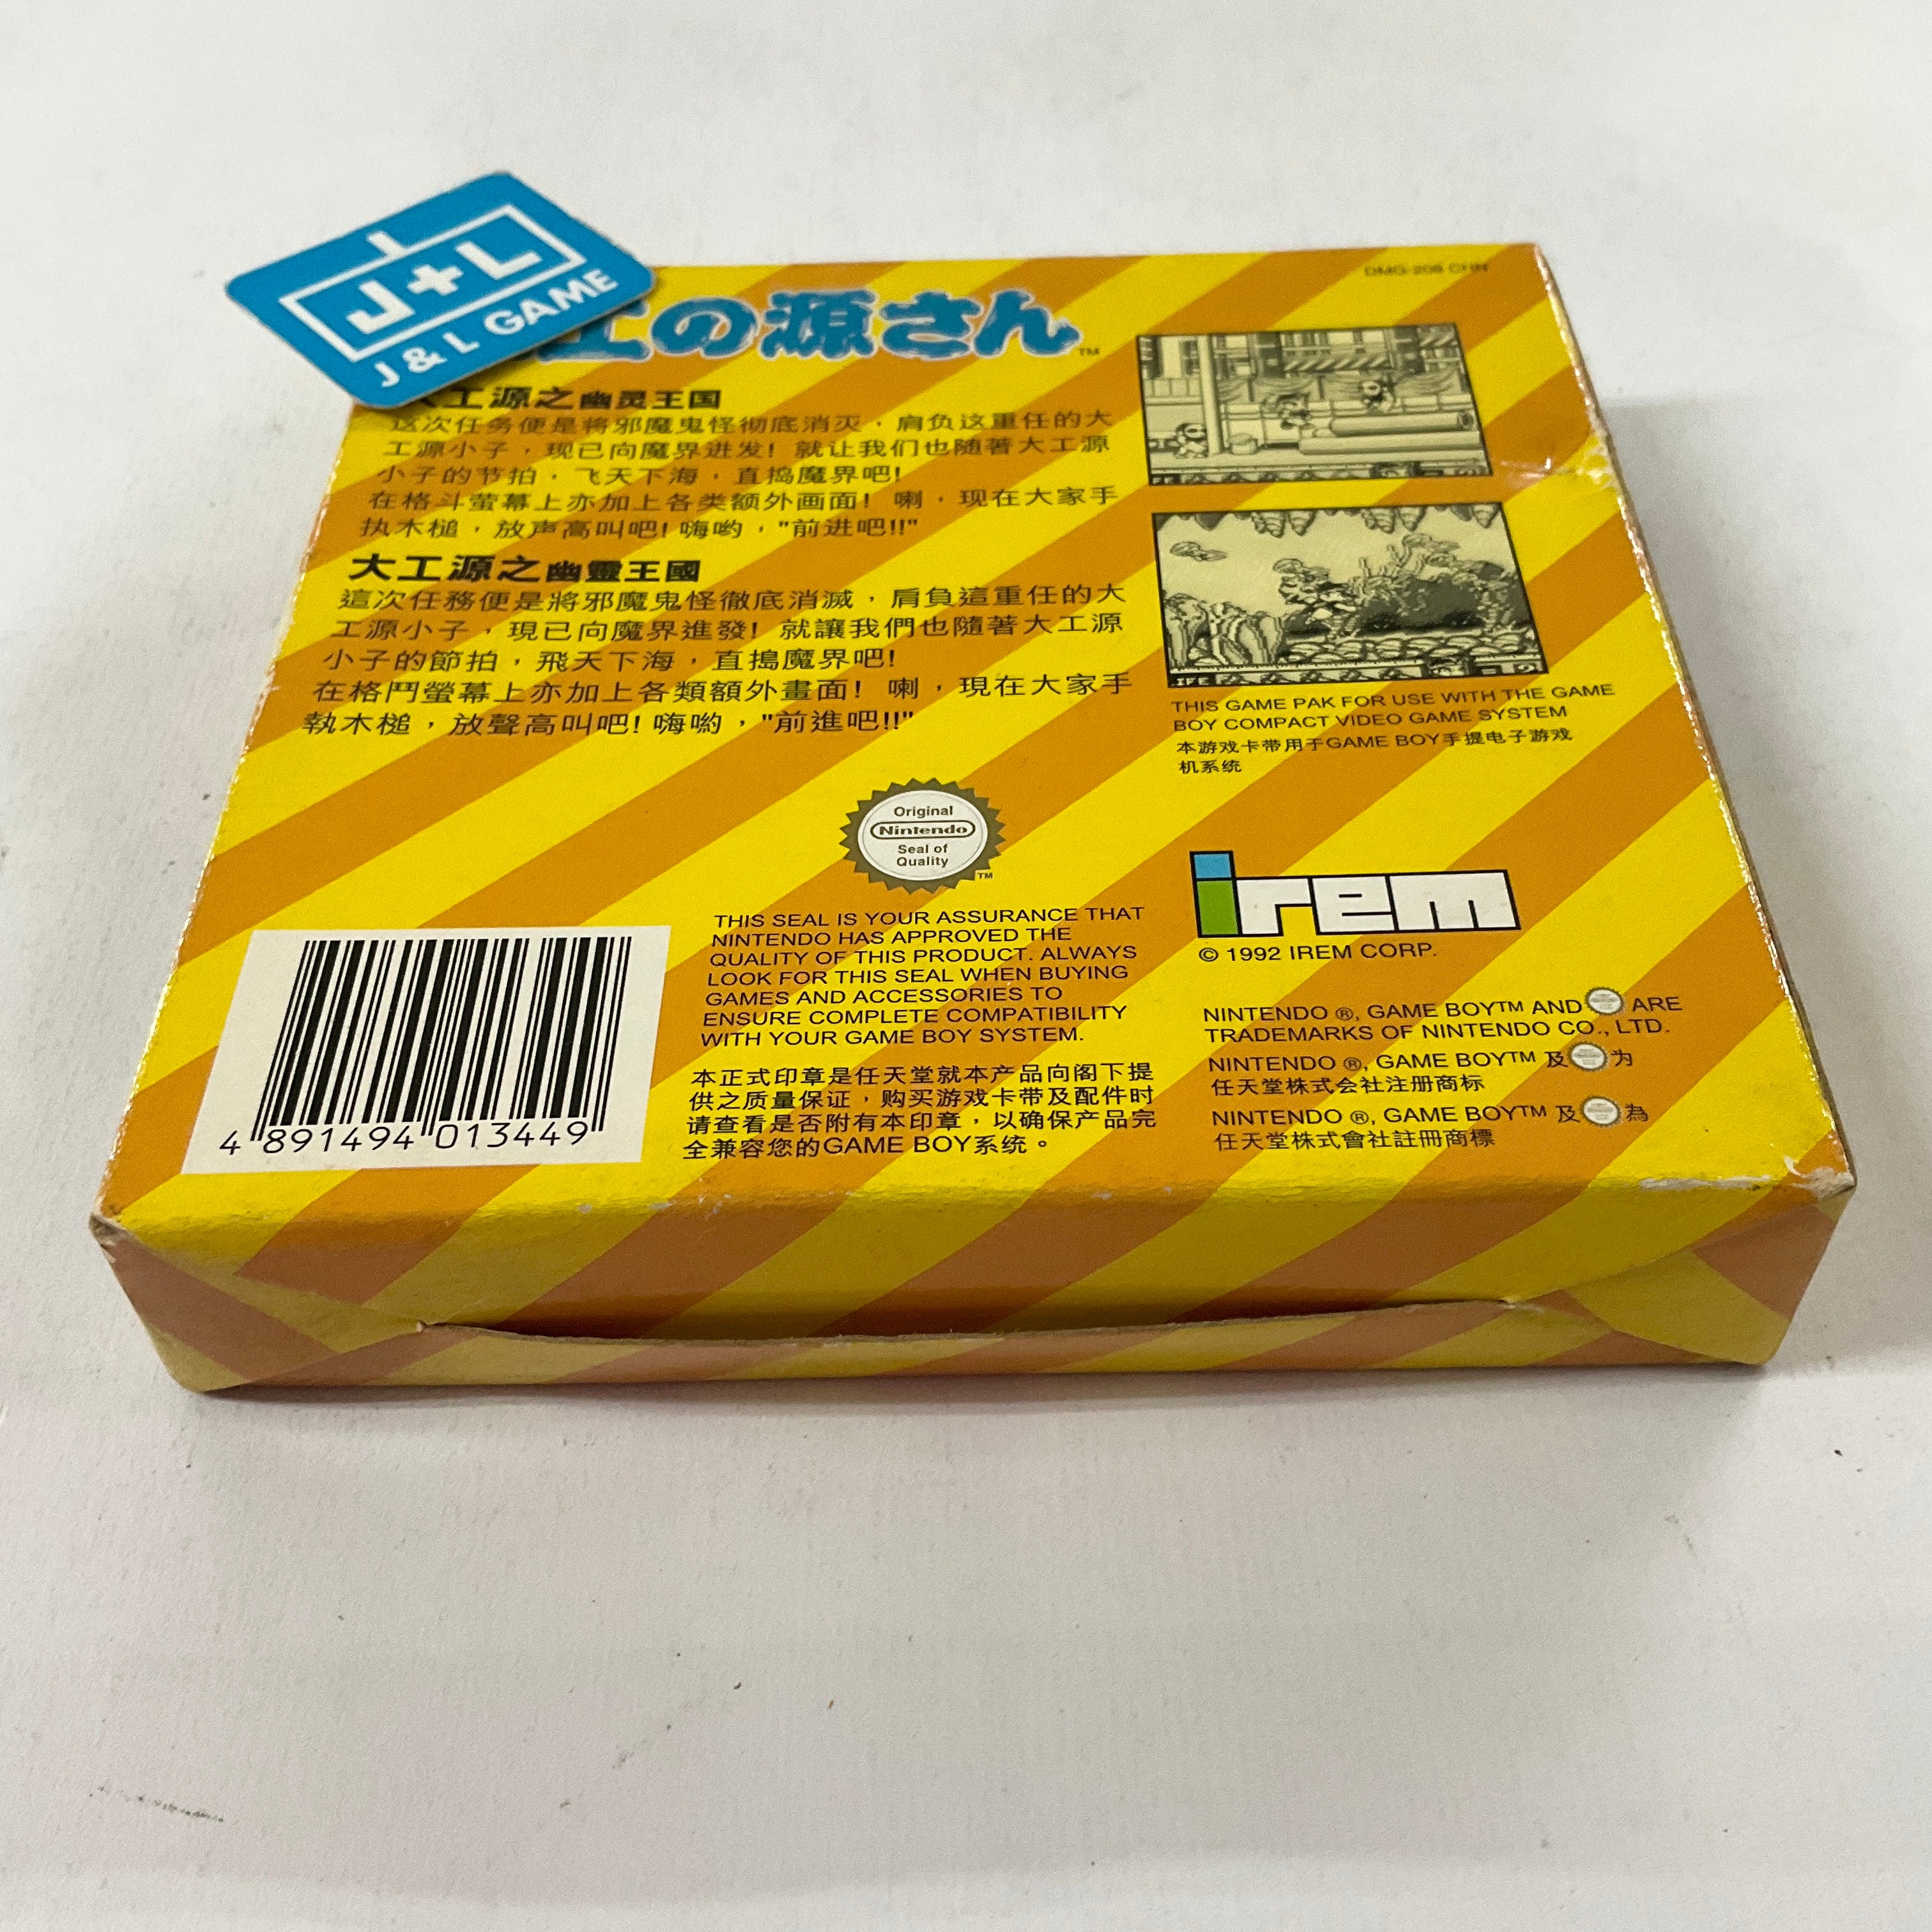 J+L
J & L GAME
工の源さん™
DMG-206 CHN
工源之幽灵王国
这次任务便是将邪魔鬼怪彻底消灭，肩负这重任的大
工源小子，现已向魔界进发！就让我们也随著大工源
小子的节拍，飞天下海，直捣魔界吧！
在格斗萤幕上亦加上各类额外画面！喇，现在大家手
执木槌，放声高叫吧！嗨哟，"前进吧!!"
大工源之幽靈王國
這次任務便是將邪魔鬼怪徹底消滅，肩負這重任的大
工源小子，現已向魔界進發！就讓我們也隨著大工源
小子的節拍，飛天下海，直搗魔界吧！
在格鬥螢幕上亦加上各類額外畫面！喇，現在大家手
執木槌，放聲高叫吧！嗨喲，"前進吧!!"
THIS GAME PAK FOR USE WITH THE GAME
BOY COMPACT VIDEO GAME SYSTEM
本游戏卡带用于GAME BOY手提电子游戏
机系统
Original
Nintendo
Seal of
Quality
TM
THIS SEAL IS YOUR ASSURANCE THAT
NINTENDO HAS APPROVED THE
QUALITY OF THIS PRODUCT. ALWAYS
LOOK FOR THIS SEAL WHEN BUYING
GAMES AND ACCESSORIES TO
ENSURE COMPLETE COMPATIBILITY
WITH YOUR GAME BOY SYSTEM.
本正式印章是任天堂就本产品向阁下提
供之质量保证，购买游戏卡带及配件时
请查看是否附有本印章，以确保产品完
全兼容您的GAME BOY系统。
irem
© 1992 IREM CORP.
NINTENDO ®, GAME BOY™ AND ARE
TRADEMARKS OF NINTENDO CO., LTD.
NINTENDO ®, GAME BOY™ 及 为
任天堂株式会社注册商标
NINTENDO ®, GAME BOY™ 及 為
任天堂株式會社註冊商標
4 891494 013449